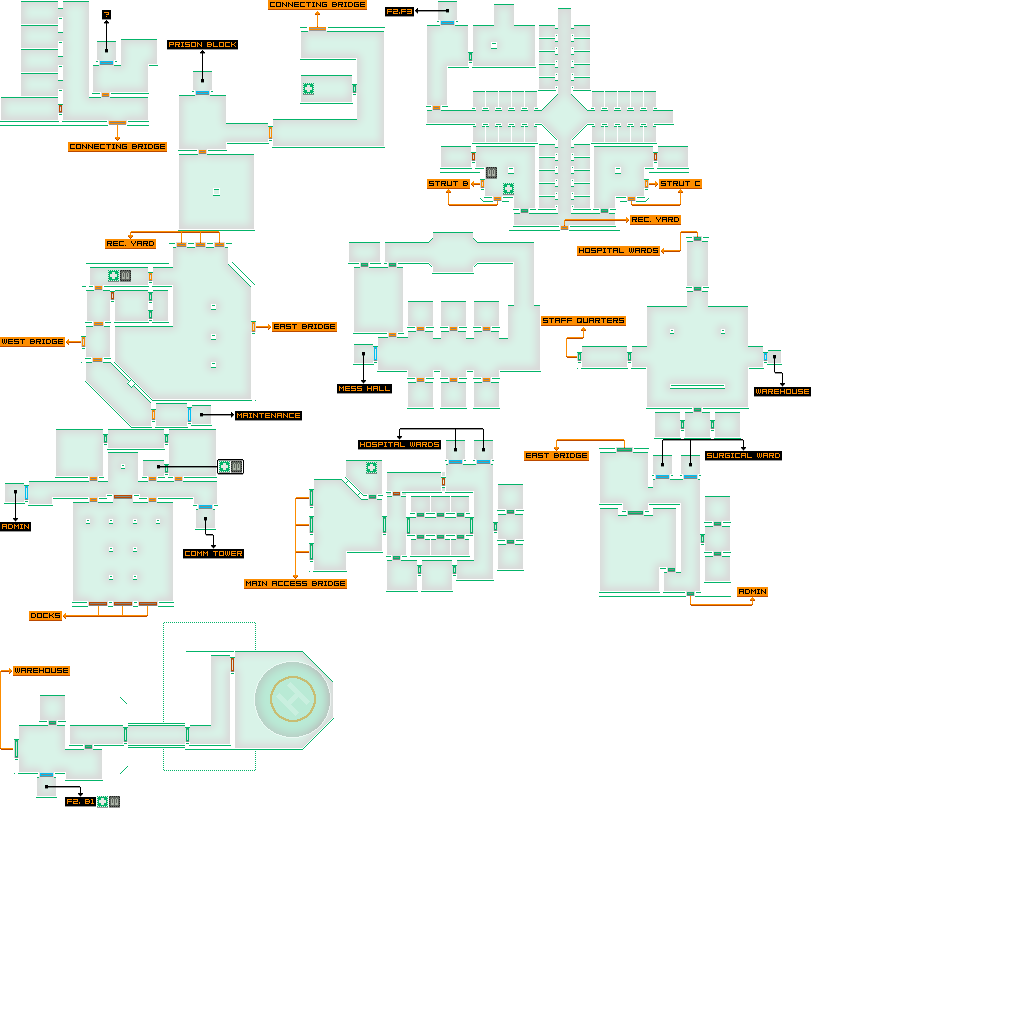 CONNECTING BRIDGE
?
F2.F3
PRISON BLOCK
CONNECTING BRIDGE
STRUT B
STRUT C
REC. YARD
REC. YARD
HOSPITAL WARDS
STAFF QUARTERS
EAST BRIDGE
WEST BRIDGE
MESS HALL
WAREHOUSE
MAINTENANCE
HOSPITAL WARDS
EAST BRIDGE
SURGICAL WARD
ADMIN
COMM TOWER
MAIN ACCESS BRIDGE
ADMIN
DOCKS
WAREHOUSE
H
F2. B1